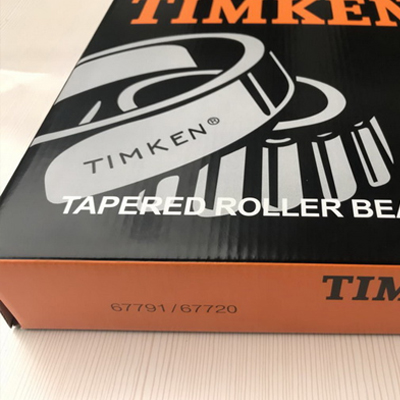 TIMKEN
TIMKEN®
TAPERED ROLLER BEA
TIM
67791/67720